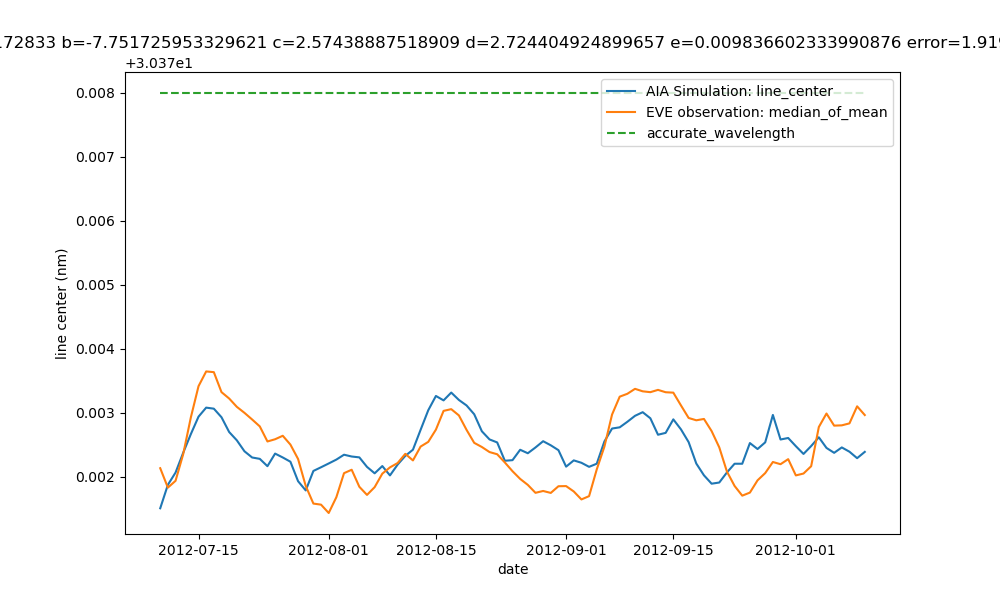 172833 b=-7.751725953329621 c=2.57438887518909 d=2.724404924899657 e=0.009836602333990876 error=1.919
+3.037e1
0.008
0.007
0.006
0.005
0.004
0.003
0.002
line center (nm)
AIA Simulation: line_center
EVE observation: median_of_mean
accurate_wavelength
2012-07-15 2012-08-01 2012-08-15 2012-09-01 2012-09-15 2012-10-01
date